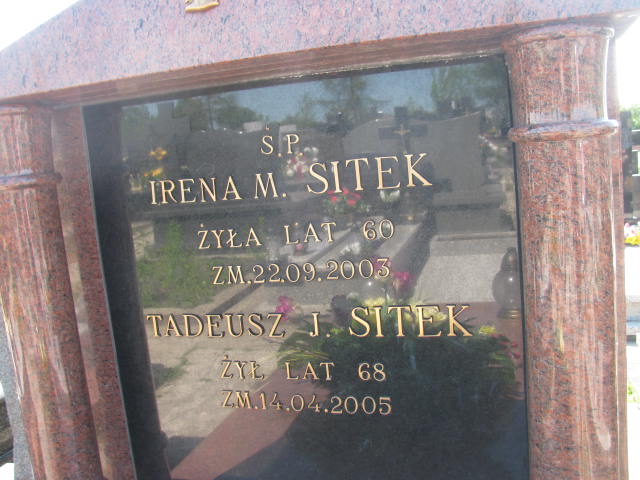 Ś.P.
IRENA M. SITEK
ŻYŁA LAT 60
ZM.22.09.2003
TADEUSZ J. SITEK
ŻYŁ LAT 68
ZM.14.04.2005